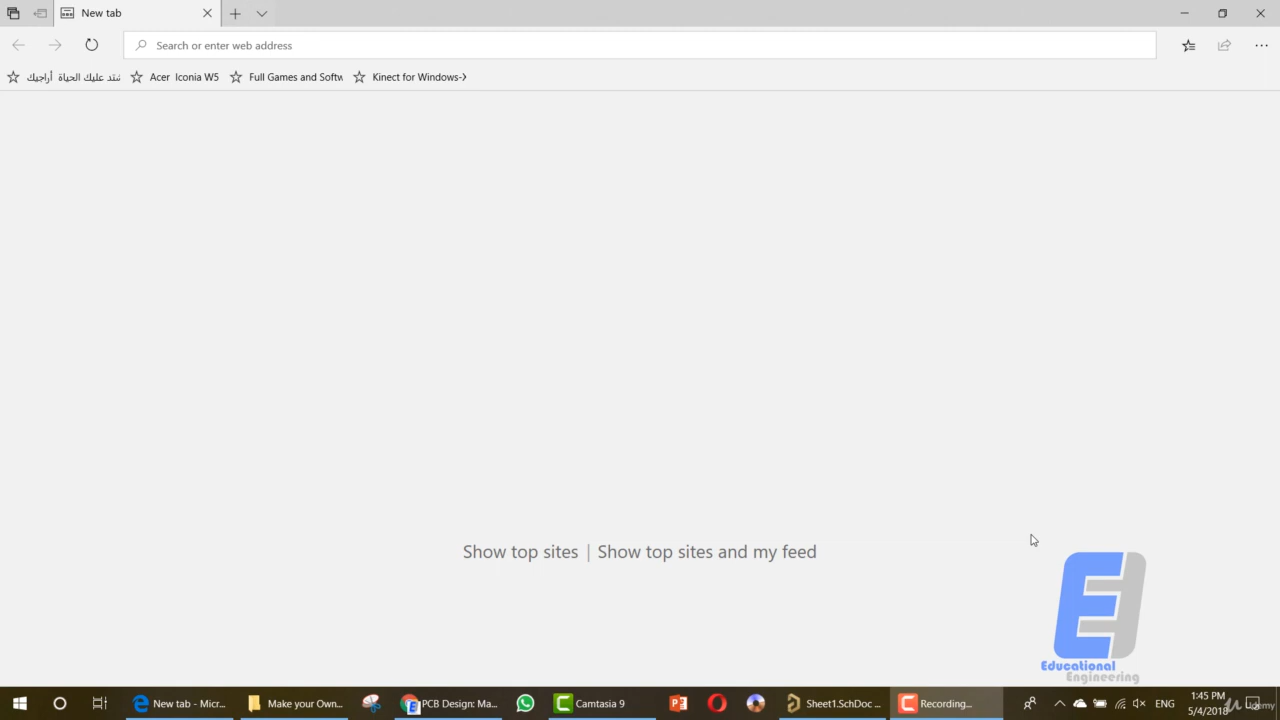 New tab
Search or enter web address
شتد عليك الحياة أراجيك
Acer Iconia W5
Full Games and Softw
Kinect for Windows-X
Show top sites | Show top sites and my feed
Educational
Engineering
New tab - Micr...
Make your Own...
PCB Design: Ma...
Camtasia 9
Sheet1.SchDoc ...
Recording...
ENG
1:45 PM
5/4/2018
Udemy